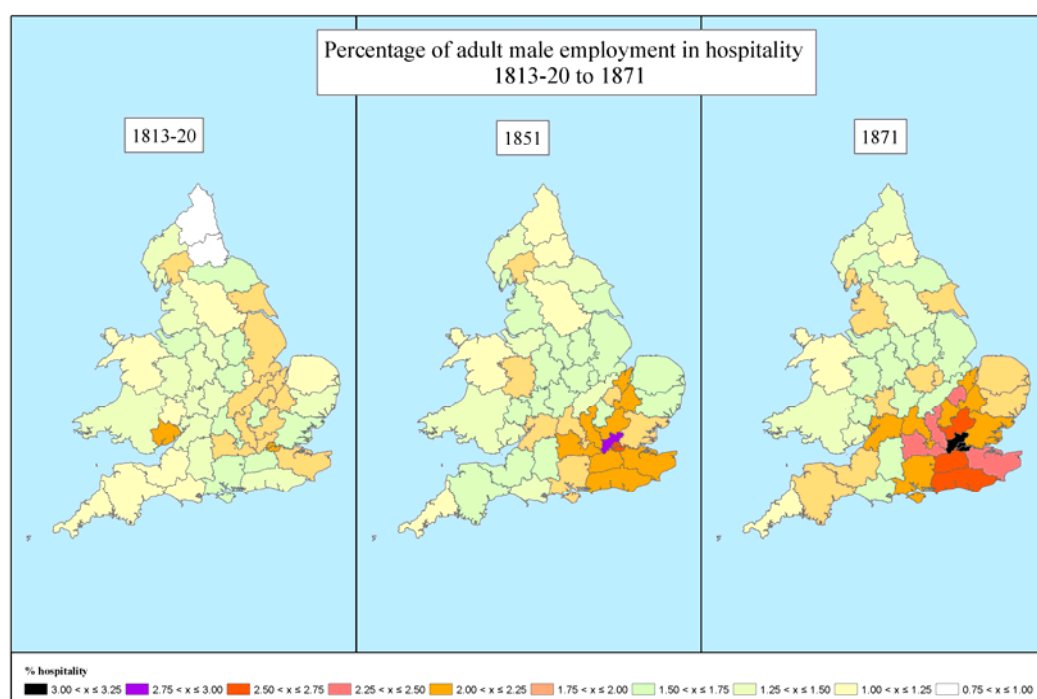 Percentage of adult male employment in hospitality
1813-20 to 1871
1813-20
1851
1871
% hospitality
3.00 < x ≤ 3.25
2.75 < x ≤ 3.00
2.50 < x ≤ 2.75
2.25 < x ≤ 2.50
2.00 < x ≤ 2.25
1.75 < x ≤ 2.00
1.50 < x ≤ 1.75
1.25 < x ≤ 1.50
1.00 < x ≤ 1.25
0.75 < x ≤ 1.00